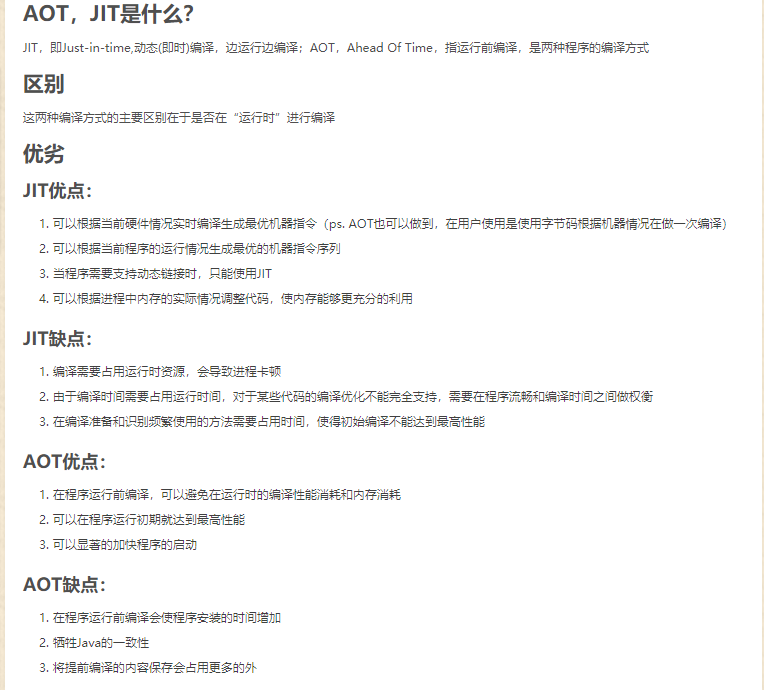 AOT，JIT是什么？
JIT，即Just-in-time,动态(即时)编译，边运行边编译；AOT，Ahead Of Time，指运行前编译，是两种程序的编译方式
区别
这两种编译方式的主要区别在于是否在“运行时”进行编译
优劣
JIT优点：
1. 可以根据当前硬件情况实时编译生成最优机器指令（ps. AOT也可以做到，在用户使用是使用字节码根据机器情况在做一次编译）
2. 可以根据当前程序的运行情况生成最优的机器指令序列
3. 当程序需要支持动态链接时，只能使用JIT
4. 可以根据进程中内存的实际情况调整代码，使内存能够更充分的利用
JIT缺点：
1. 编译需要占用运行时资源，会导致进程卡顿
2. 由于编译时间需要占用运行时间，对于某些代码的编译优化不能完全支持，需要在程序流畅和编译时间之间做权衡
3. 在编译准备和识别频繁使用的方法需要占用时间，使得初始编译不能达到最高性能
AOT优点：
1. 在程序运行前编译，可以避免在运行时的编译性能消耗和内存消耗
2. 可以在程序运行初期就达到最高性能
3. 可以显著的加快程序的启动
AOT缺点：
1. 在程序运行前编译会使程序安装的时间增加
2. 牺牲Java的一致性
3. 将提前编译的内容保存会占用更多的外